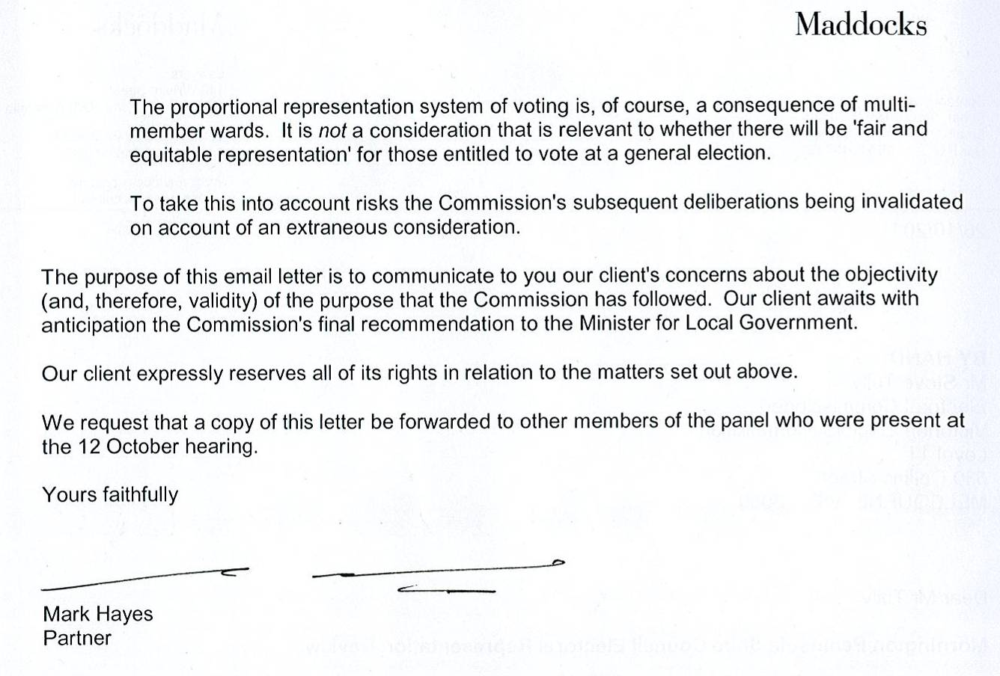 Maddocks
The proportional representation system of voting is, of course, a consequence of multi-
member wards. It is not a consideration that is relevant to whether there will be 'fair and
equitable representation' for those entitled to vote at a general election.
To take this into account risks the Commission's subsequent deliberations being invalidated
on account of an extraneous consideration.
The purpose of this email letter is to communicate to you our client's concerns about the objectivity
(and, therefore, validity) of the purpose that the Commission has followed. Our client awaits with
anticipation the Commission's final recommendation to the Minister for Local Government.
Our client expressly reserves all of its rights in relation to the matters set out above.
We request that a copy of this letter be forwarded to other members of the panel who were present at
the 12 October hearing.
Yours faithfully
Mark Hayes
Partner